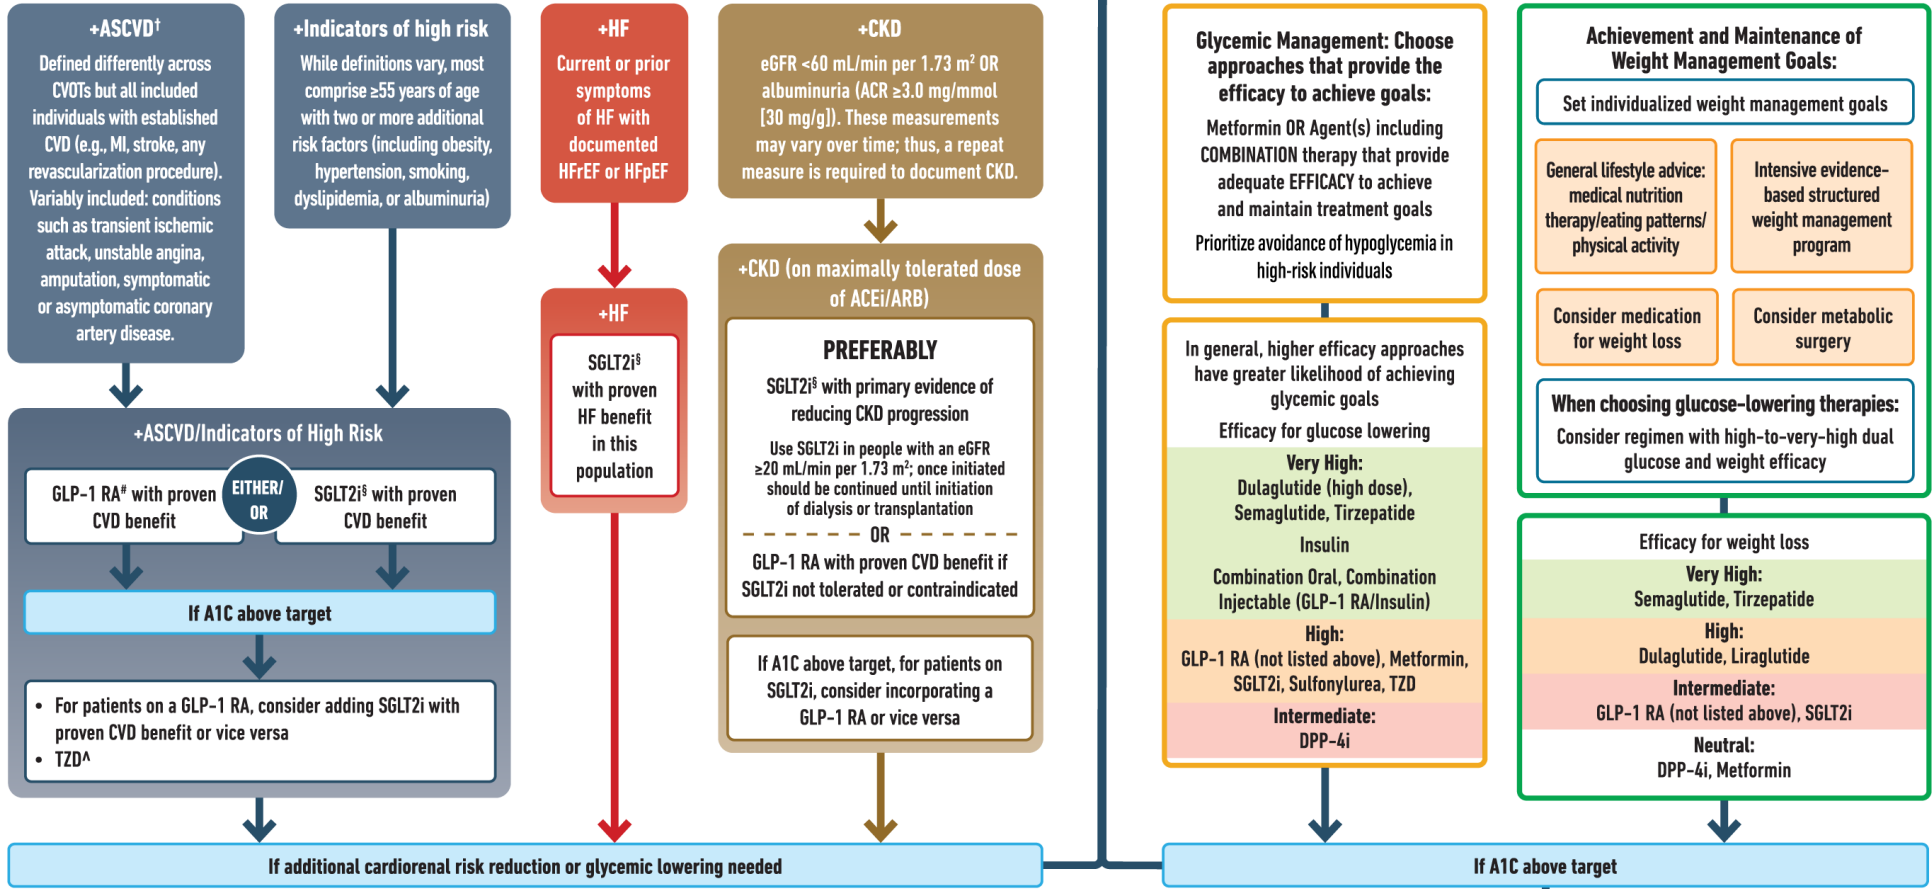 +ASCVD†
Defined differently across
CVOTs but all included
individuals with established
CVD (e.g., MI, stroke, any
revascularization procedure).
Variably included: conditions
such as transient ischemic
attack, unstable angina,
amputation, symptomatic
or asymptomatic coronary
artery disease.
+Indicators of high risk
While definitions vary, most
comprise ≥55 years of age
with two or more additional
risk factors (including obesity,
hypertension, smoking,
dyslipidemia, or albuminuria)
+ASCVD/Indicators of High Risk
GLP-1 RA# with proven
CVD benefit
EITHER/
OR
SGLT2i§ with proven
CVD benefit
If A1C above target
• For patients on a GLP-1 RA, consider adding SGLT2i with
proven CVD benefit or vice versa
• TZD^
+HF
Current or prior
symptoms
of HF with
documented
HFrEF or HFpEF
+HF
SGLT2i§
with proven
HF benefit
in this
population
+CKD
eGFR <60 mL/min per 1.73 m² OR
albuminuria (ACR ≥3.0 mg/mmol
[30 mg/g]). These measurements
may vary over time; thus, a repeat
measure is required to document CKD.
+CKD (on maximally tolerated dose
of ACEi/ARB)
PREFERABLY
SGLT2i§ with primary evidence of
reducing CKD progression
Use SGLT2i in people with an eGFR
≥20 mL/min per 1.73 m²; once initiated
should be continued until initiation
of dialysis or transplantation
OR
GLP-1 RA with proven CVD benefit if
SGLT2i not tolerated or contraindicated
If A1C above target, for patients on
SGLT2i, consider incorporating a
GLP-1 RA or vice versa
If additional cardiorenal risk reduction or glycemic lowering needed
Glycemic Management: Choose
approaches that provide the
efficacy to achieve goals:
Metformin OR Agent(s) including
COMBINATION therapy that provide
adequate EFFICACY to achieve
and maintain treatment goals
Prioritize avoidance of hypoglycemia in
high-risk individuals
In general, higher efficacy approaches
have greater likelihood of achieving
glycemic goals
Efficacy for glucose lowering
Very High:
Dulaglutide (high dose),
Semaglutide, Tirzepatide
Insulin
Combination Oral, Combination
Injectable (GLP-1 RA/Insulin)
High:
GLP-1 RA (not listed above), Metformin,
SGLT2i, Sulfonylurea, TZD
Intermediate:
DPP-4i
Achievement and Maintenance of
Weight Management Goals:
Set individualized weight management goals
General lifestyle advice:
medical nutrition
therapy/eating patterns/
physical activity
Intensive evidence-
based structured
weight management
program
Consider medication
for weight loss
Consider metabolic
surgery
When choosing glucose-lowering therapies:
Consider regimen with high-to-very-high dual
glucose and weight efficacy
Efficacy for weight loss
Very High:
Semaglutide, Tirzepatide
High:
Dulaglutide, Liraglutide
Intermediate:
GLP-1 RA (not listed above), SGLT2i
Neutral:
DPP-4i, Metformin
If A1C above target